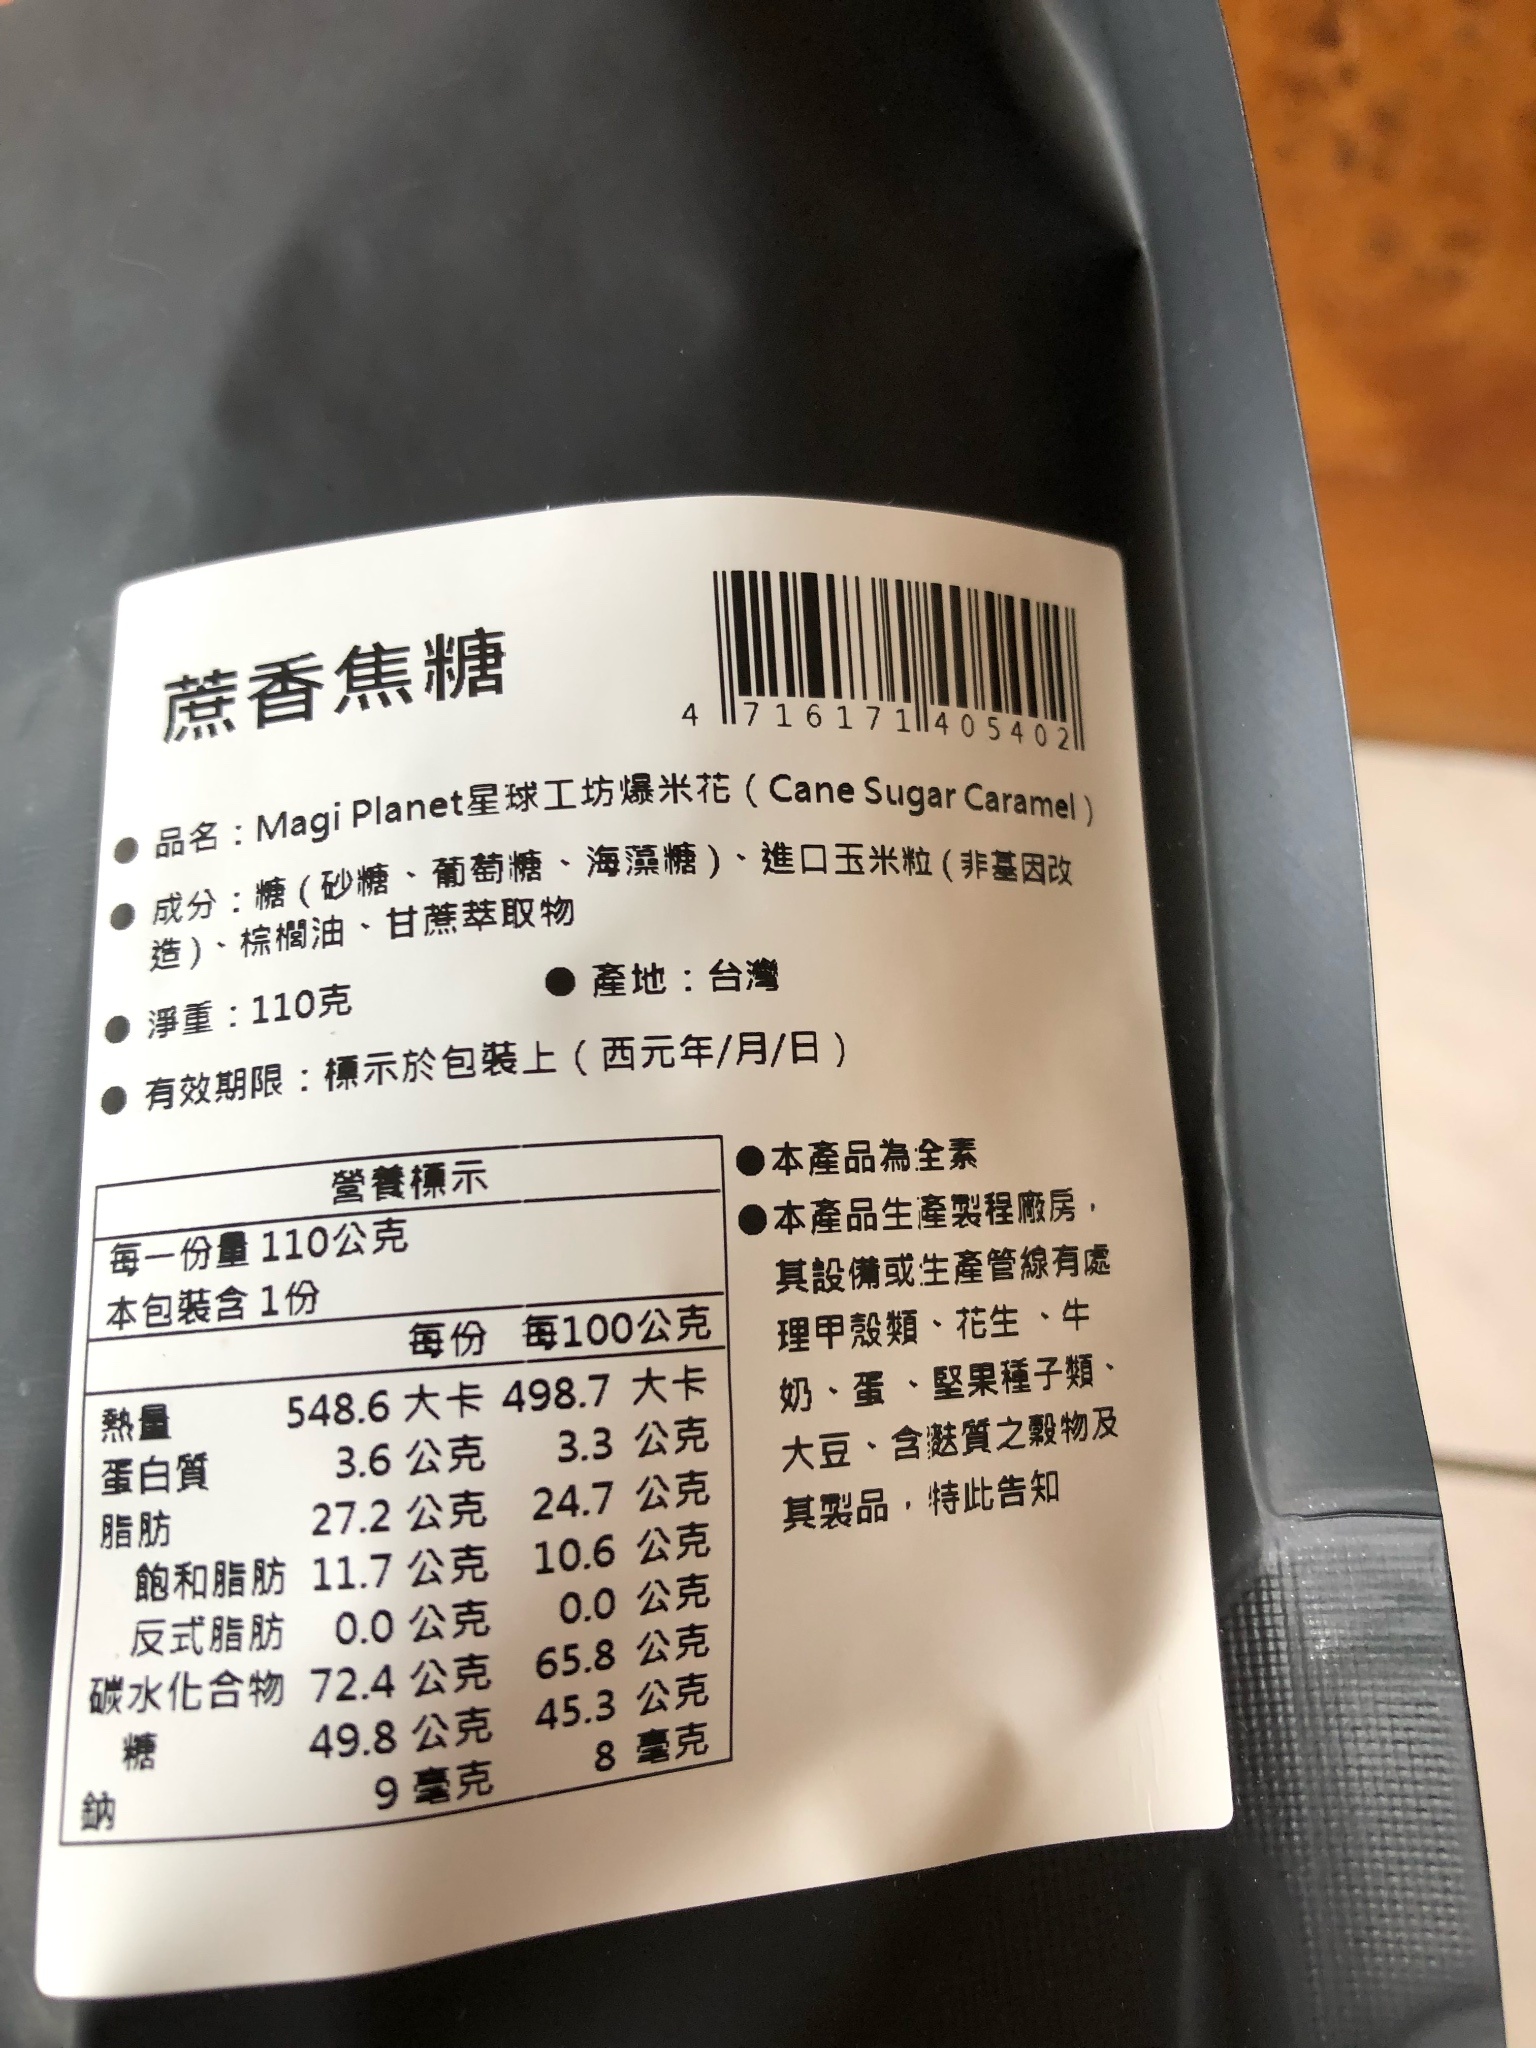 蔗香焦糖
4 716171 405402
● 品名：Magi Planet星球工坊爆米花（Cane Sugar Caramel）
● 成分：糖（砂糖、葡萄糖、海藻糖）、進口玉米粒（非基因改
造）、棕櫚油、甘蔗萃取物
● 淨重：110克 ● 產地：台灣
● 有效期限：標示於包裝上（西元年/月/日）
營養標示
每一份量 110公克
本包裝含 1份
每份 每100公克
熱量 548.6 大卡 498.7 大卡
蛋白質 3.6 公克 3.3 公克
脂肪 27.2 公克 24.7 公克
飽和脂肪 11.7 公克 10.6 公克
反式脂肪 0.0 公克 0.0 公克
碳水化合物 72.4 公克 65.8 公克
糖 49.8 公克 45.3 公克
鈉 9 毫克 8 毫克
●本產品為全素
●本產品生產製程廠房，
其設備或生產管線有處
理甲殼類、花生、牛
奶、蛋、堅果種子類、
大豆、含麩質之穀物及
其製品，特此告知